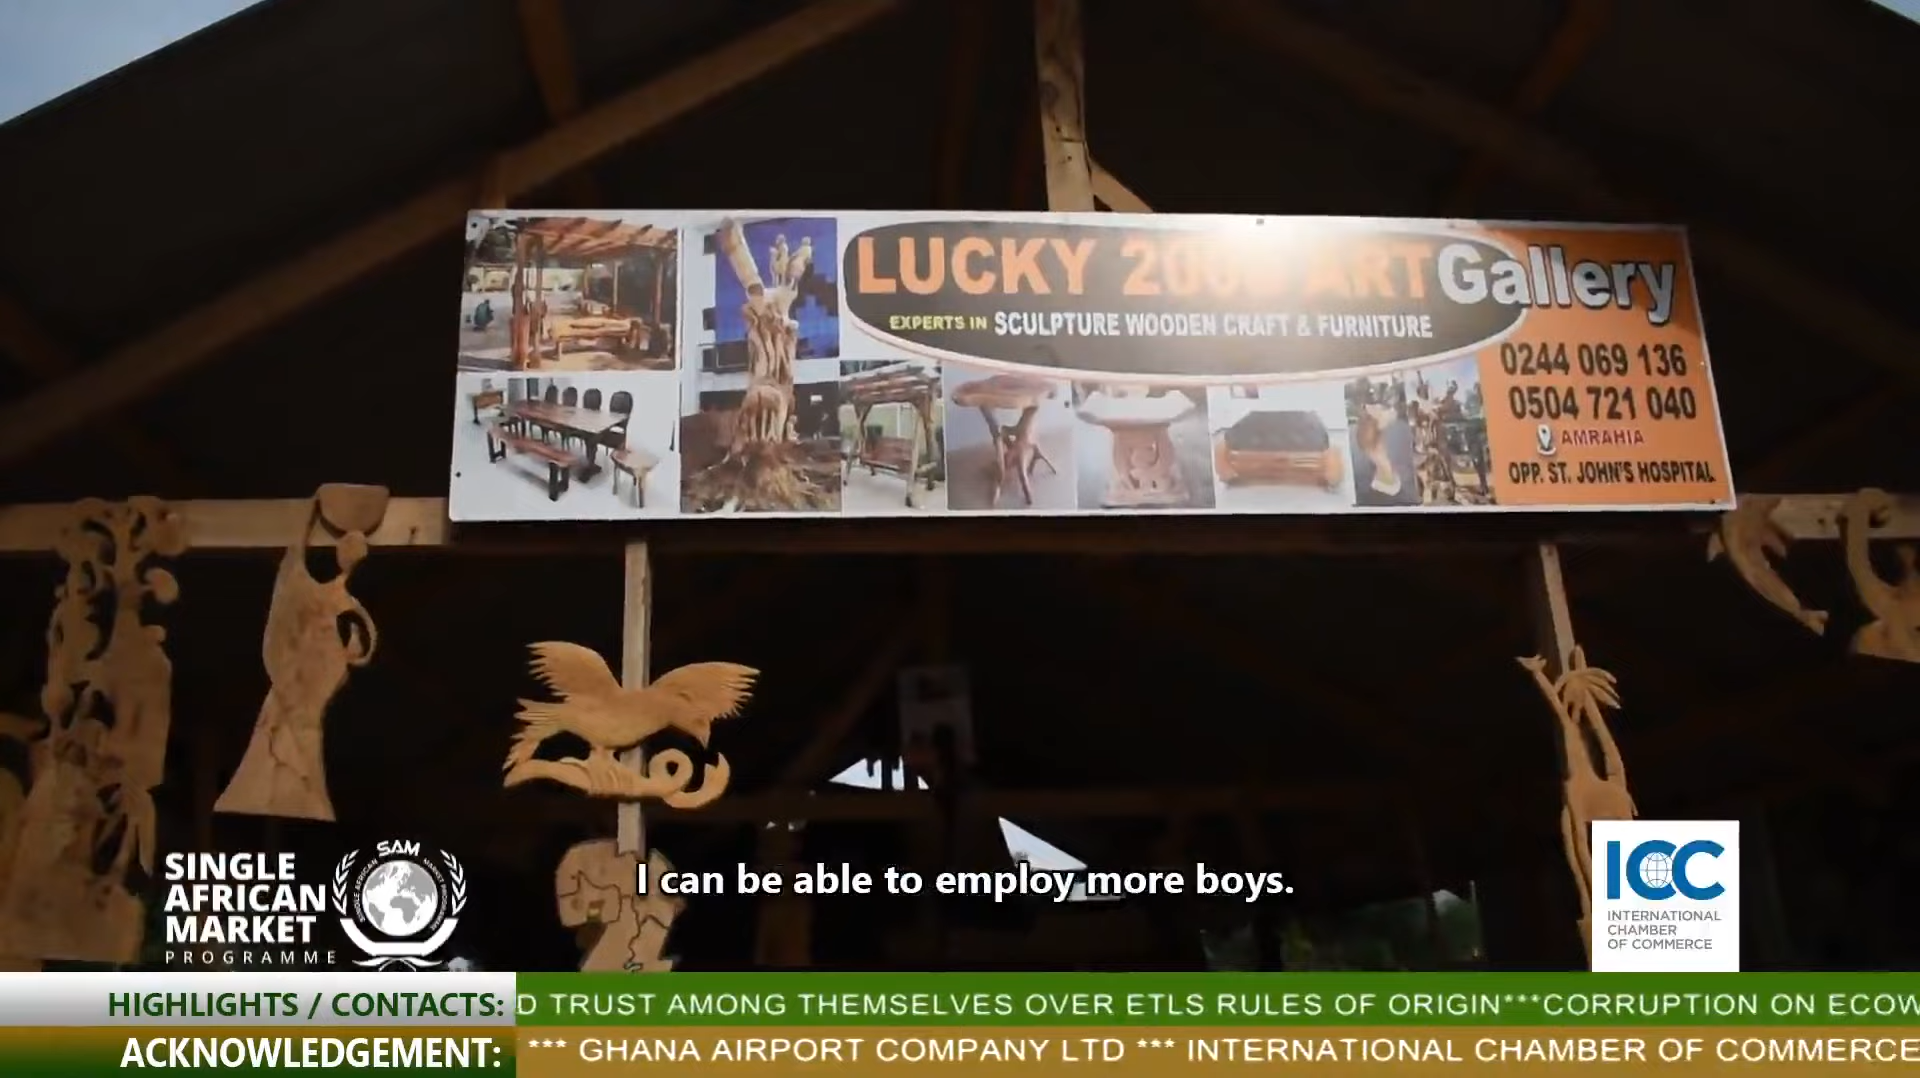 LUCKY ART Gallery
EXPERTS IN SCULPTURE WOODEN CRAFT & FURNITURE
0244 069 136
0504 721 040
AMRAHIA
OPP. ST. JOHN'S HOSPITAL
SINGLE
AFRICAN
MARKET
PROGRAMME
SAM
I can be able to employ more boys.
ICC
INTERNATIONAL
CHAMBER
OF COMMERCE
HIGHLIGHTS / CONTACTS: D TRUST AMONG THEMSELVES OVER ETLS RULES OF ORIGIN***CORRUPTION ON ECOW
ACKNOWLEDGEMENT: *** GHANA AIRPORT COMPANY LTD *** INTERNATIONAL CHAMBER OF COMMERCE